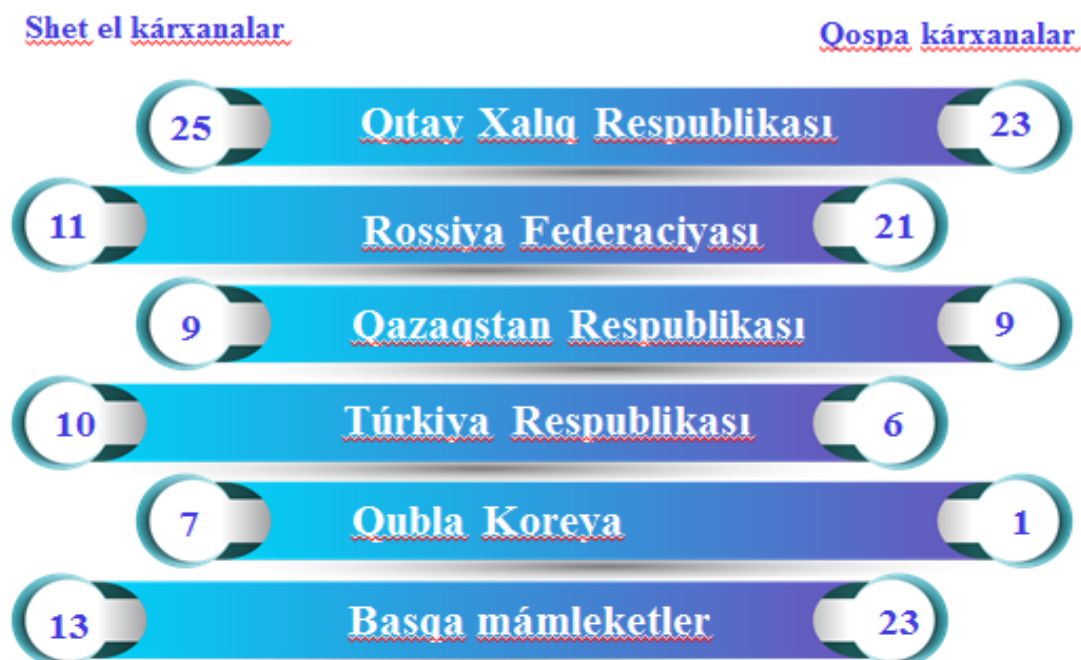 Shet el kárxanalar
Qospa kárxanalar
25 Qıtay Xalıq Respublikası 23
11 Rossiya Federaciyası 21
9 Qazaqstan Respublikası 9
10 Túrkiya Respublikası 6
7 Qubla Koreya 1
13 Basqa mámleketler 23